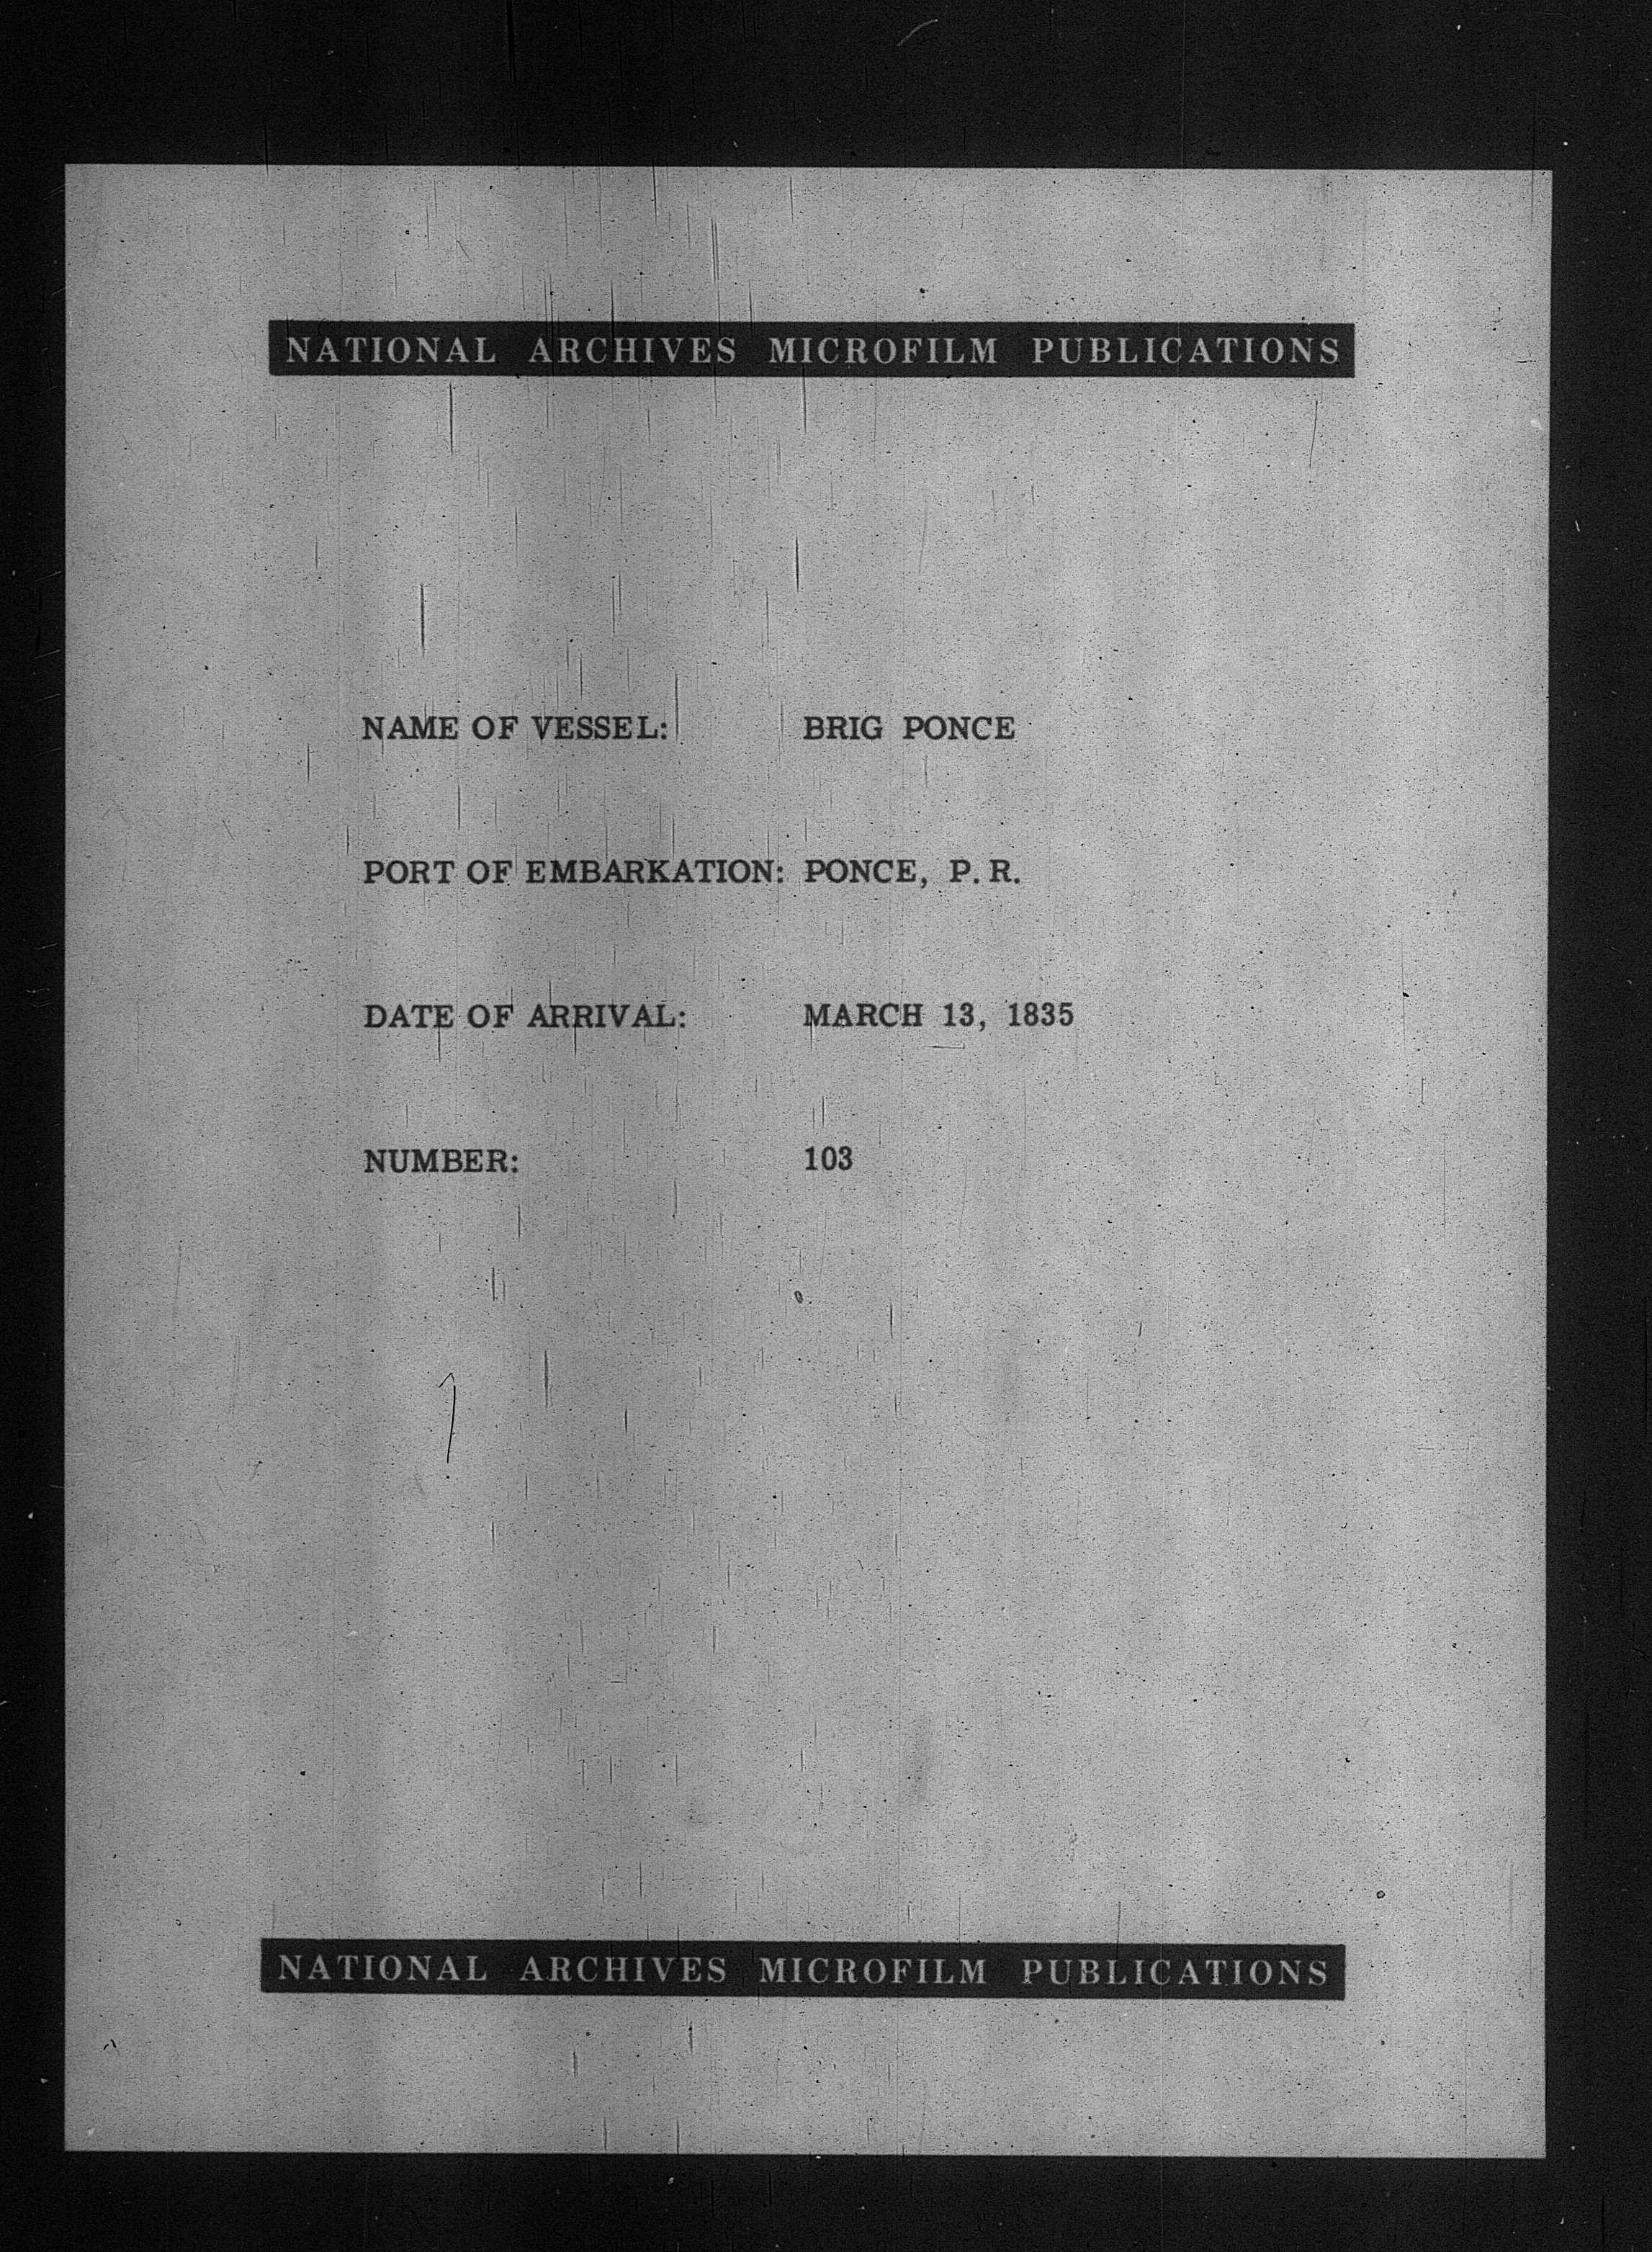 NATIONAL ARCHIVES MICROFILM PUBLICATIONS
NAME OF VESSEL: BRIG PONCE
PORT OF EMBARKATION: PONCE, P. R.
DATE OF ARRIVAL: MARCH 13, 1835
NUMBER: 103
NATIONAL ARCHIVES MICROFILM PUBLICATIONS